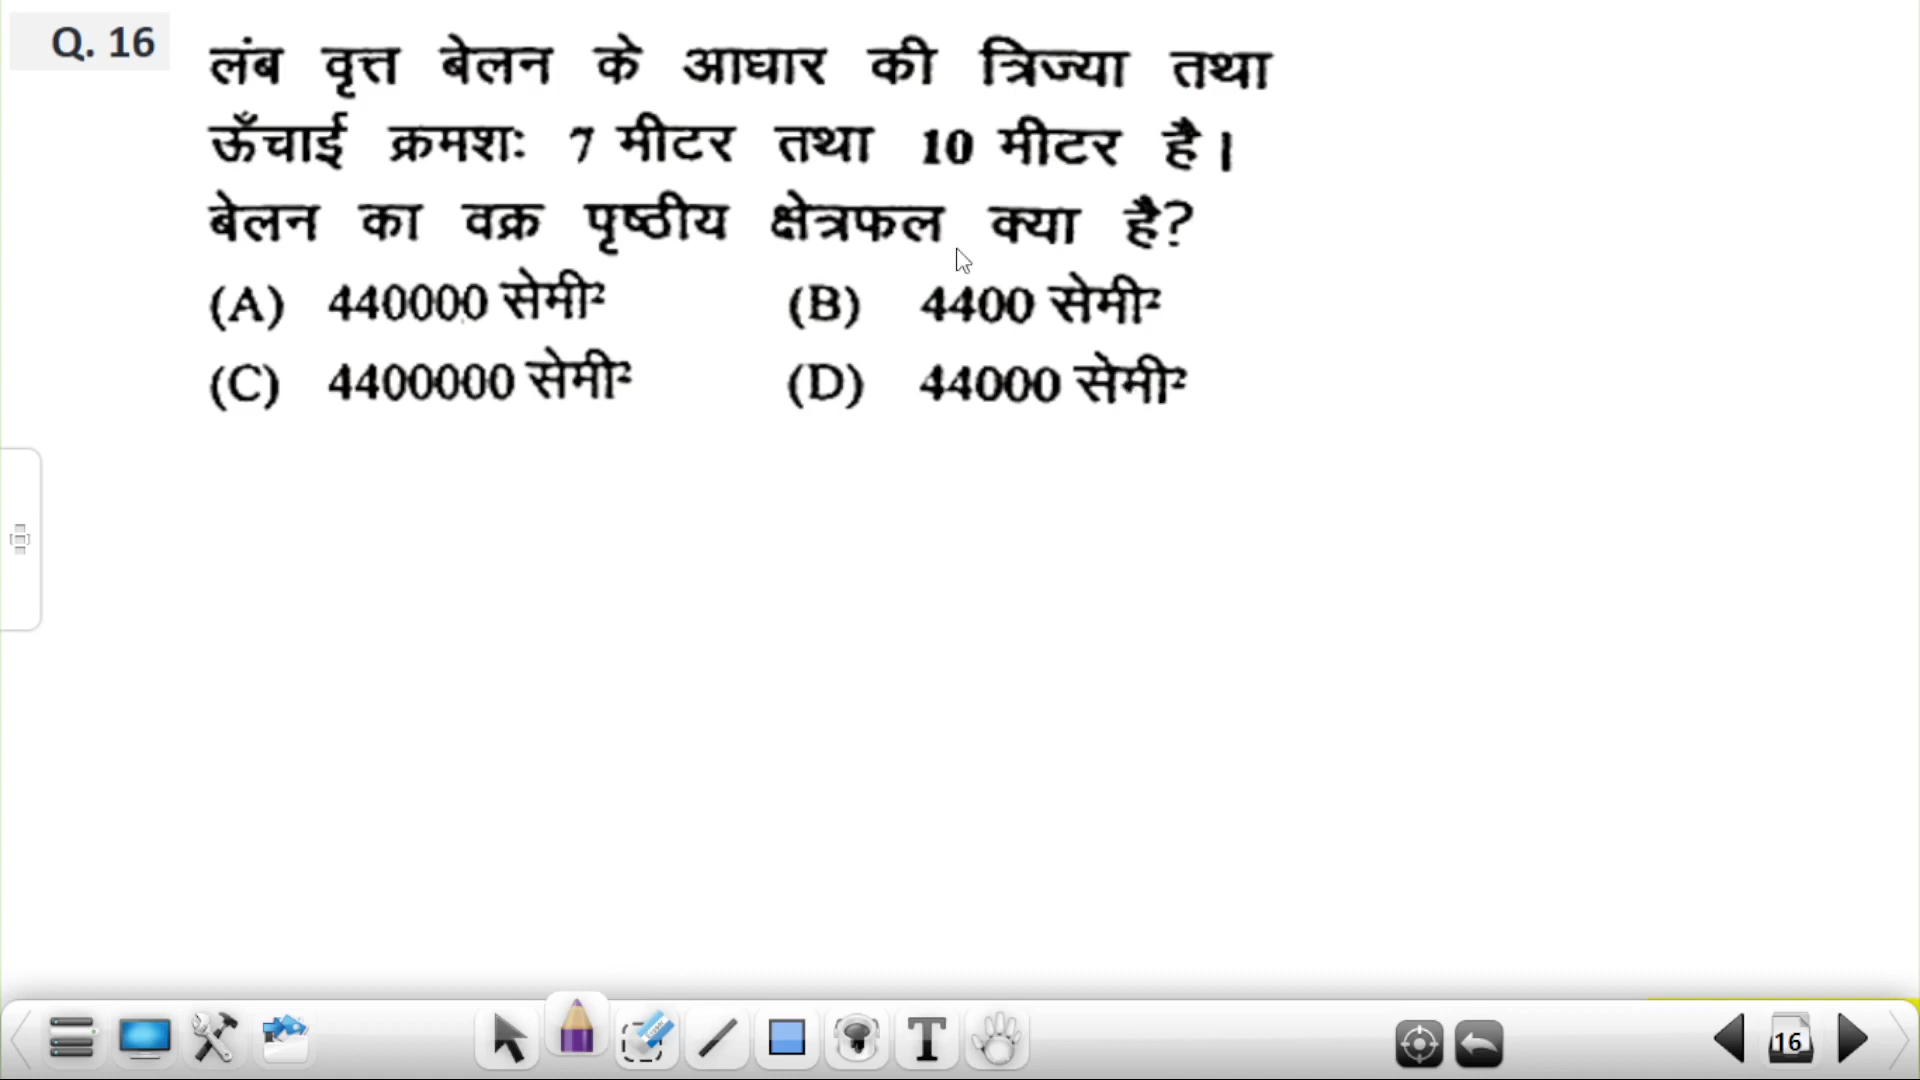 Q. 16
लंब वृत्त बेलन के आघार की त्रिज्या तथा
ऊँचाई क्रमशः 7 मीटर तथा 10 मीटर है।
बेलन का वक्र पृष्ठीय क्षेत्रफल क्या है?
(A) 440000 सेमी² (B) 4400 सेमी²
(C) 4400000 सेमी² (D) 44000 सेमी²
T
16